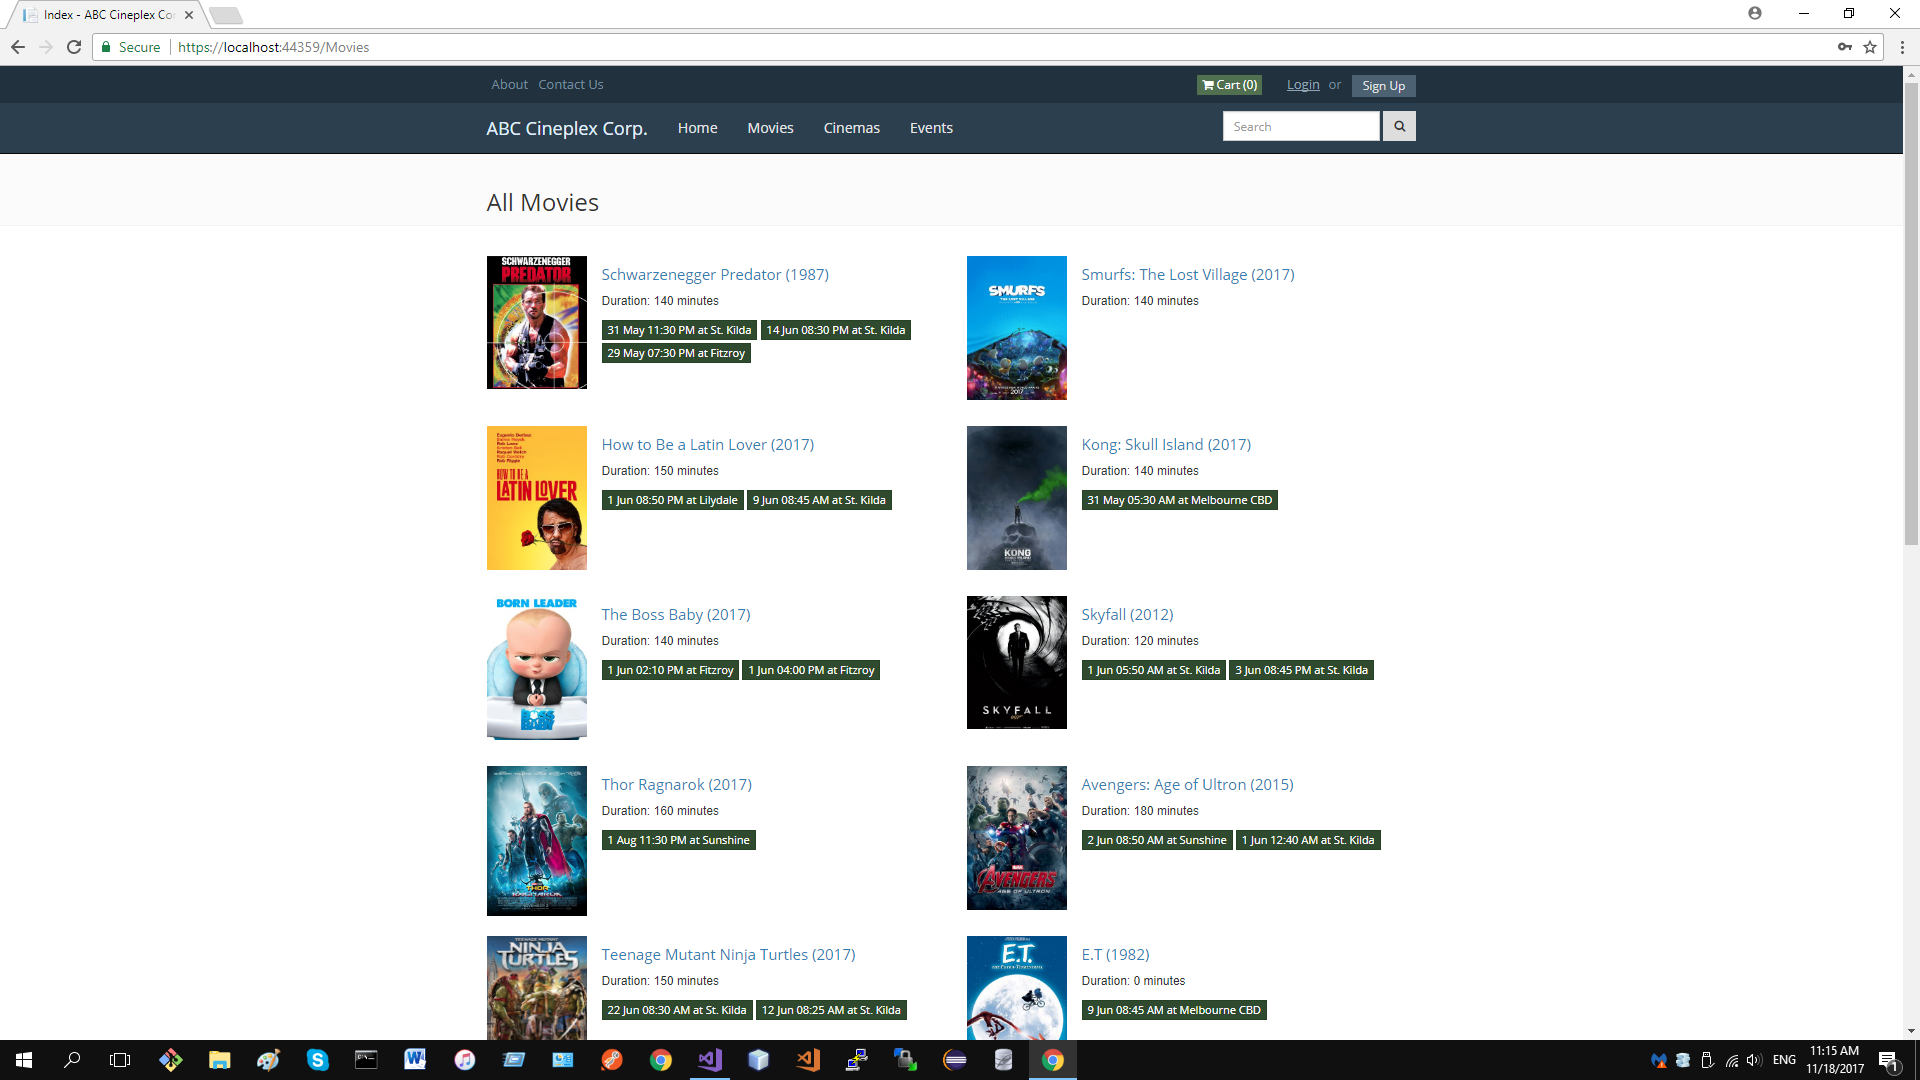 Index - ABC Cineplex Co
Secure
https://localhost:44359/Movies
About Contact Us
Cart (0) Login or Sign Up
ABC Cineplex Corp. Home Movies Cinemas Events Search
All Movies
SCHWARZENEGGER
PREDATOR
Schwarzenegger Predator (1987)
Duration: 140 minutes
31 May 11:30 PM at St. Kilda 14 Jun 08:30 PM at St. Kilda
29 May 07:30 PM at Fitzroy
SMURFS
THE LOST VILLAGE
2017
Smurfs: The Lost Village (2017)
Duration: 140 minutes
HOW TO BE A
LATIN LOVER
How to Be a Latin Lover (2017)
Duration: 150 minutes
1 Jun 08:50 PM at Lilydale 9 Jun 08:45 AM at St. Kilda
KONG
Kong: Skull Island (2017)
Duration: 140 minutes
31 May 05:30 AM at Melbourne CBD
BORN LEADER
BOSS
BABY
The Boss Baby (2017)
Duration: 140 minutes
1 Jun 02:10 PM at Fitzroy 1 Jun 04:00 PM at Fitzroy
SKYFALL
007
Skyfall (2012)
Duration: 120 minutes
1 Jun 05:50 AM at St. Kilda 3 Jun 08:45 PM at St. Kilda
THOR
RAGNAROK
Thor Ragnarok (2017)
Duration: 160 minutes
1 Aug 11:30 PM at Sunshine
AVENGERS
AGE OF ULTRON
Avengers: Age of Ultron (2015)
Duration: 180 minutes
2 Jun 08:50 AM at Sunshine 1 Jun 12:40 AM at St. Kilda
TEENAGE MUTANT
NINJA
TURTLES
Teenage Mutant Ninja Turtles (2017)
Duration: 150 minutes
22 Jun 08:30 AM at St. Kilda 12 Jun 08:25 AM at St. Kilda
E.T.
E.T (1982)
Duration: 0 minutes
9 Jun 08:45 AM at Melbourne CBD
ENG
11:15 AM
11/18/2017
1